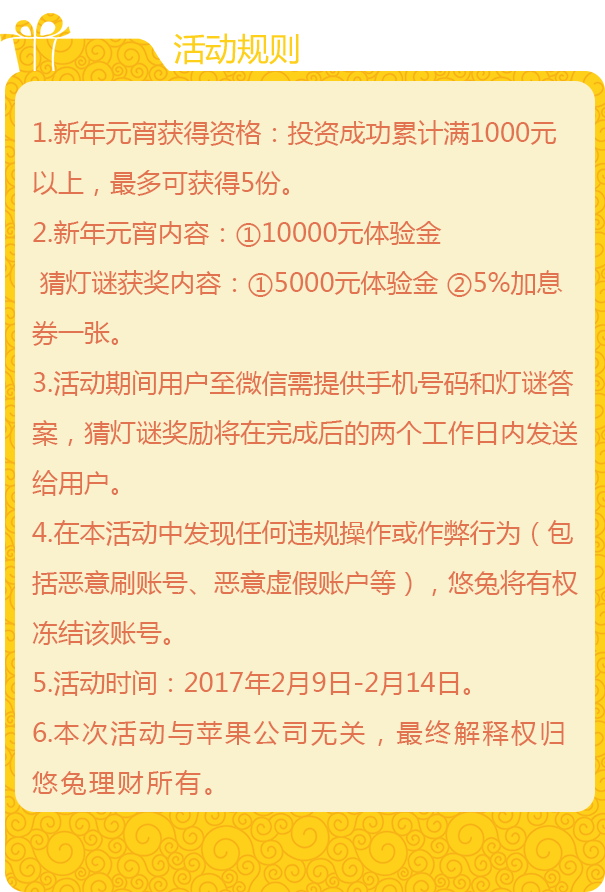 活动规则
1.新年元宵获得资格：投资成功累计满1000元
以上，最多可获得5份。
2.新年元宵内容：①10000元体验金
猜灯谜获奖内容：①5000元体验金 ②5%加息
券一张。
3.活动期间用户至微信需提供手机号码和灯谜答
案，猜灯谜奖励将在完成后的两个工作日内发送
给用户。
4.在本活动中发现任何违规操作或作弊行为（包
括恶意刷账号、恶意虚假账户等），悠兔将有权
冻结该账号。
5.活动时间：2017年2月9日-2月14日。
6.本次活动与苹果公司无关，最终解释权归
悠兔理财所有。